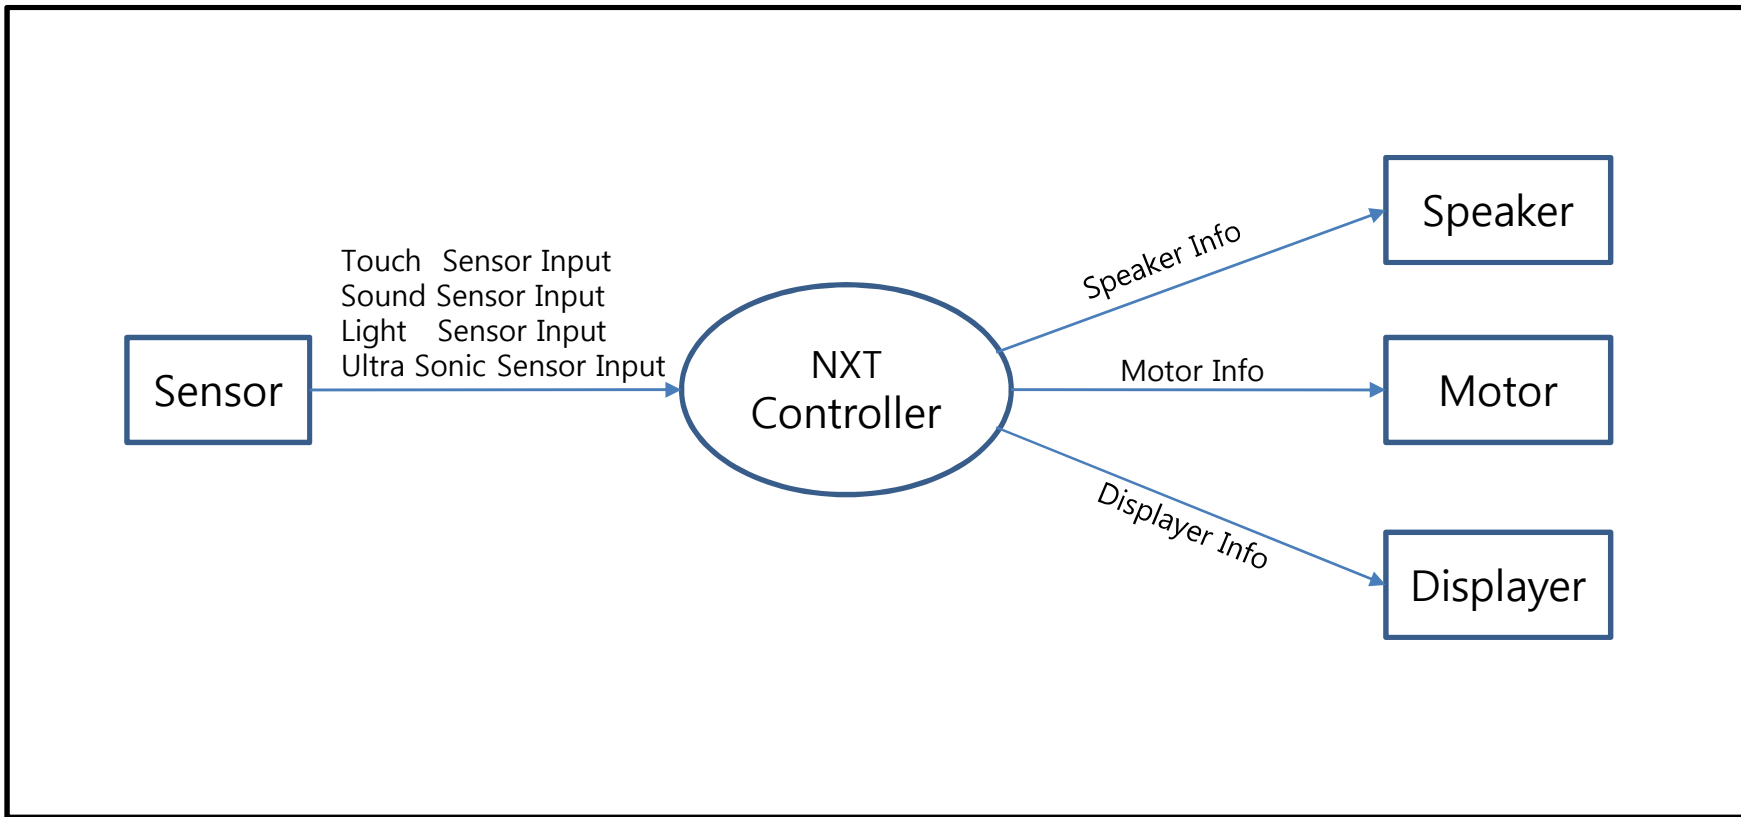 Touch Sensor Input
Sound Sensor Input
Light Sensor Input
Ultra Sonic Sensor Input
Sensor
NXT
Controller
Speaker Info
Motor Info
Displayer Info
Speaker
Motor
Displayer